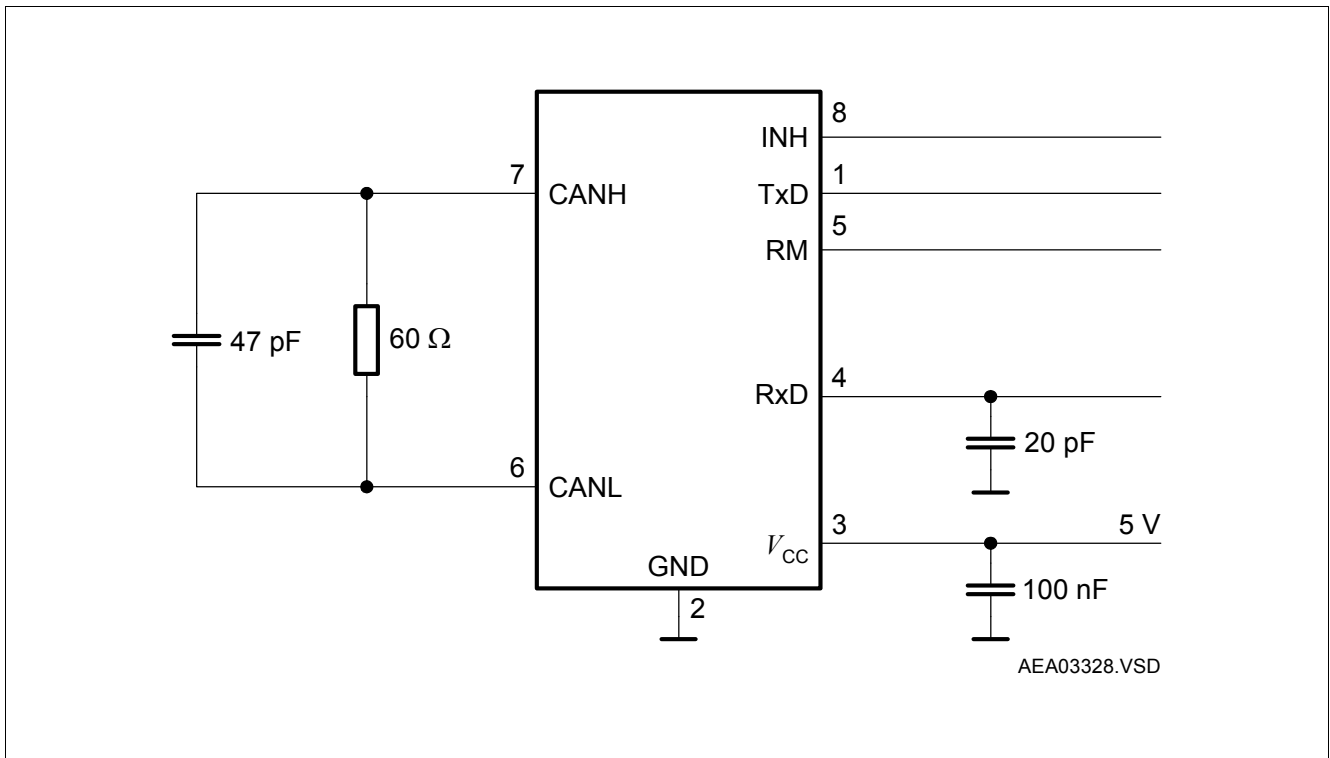 8
INH
1
TxD
5
RM
7
CANH
47 pF
60 Ω
4
RxD
20 pF
6
CANL
3
5 V
VCC
GND
2
100 nF
AEA03328.VSD